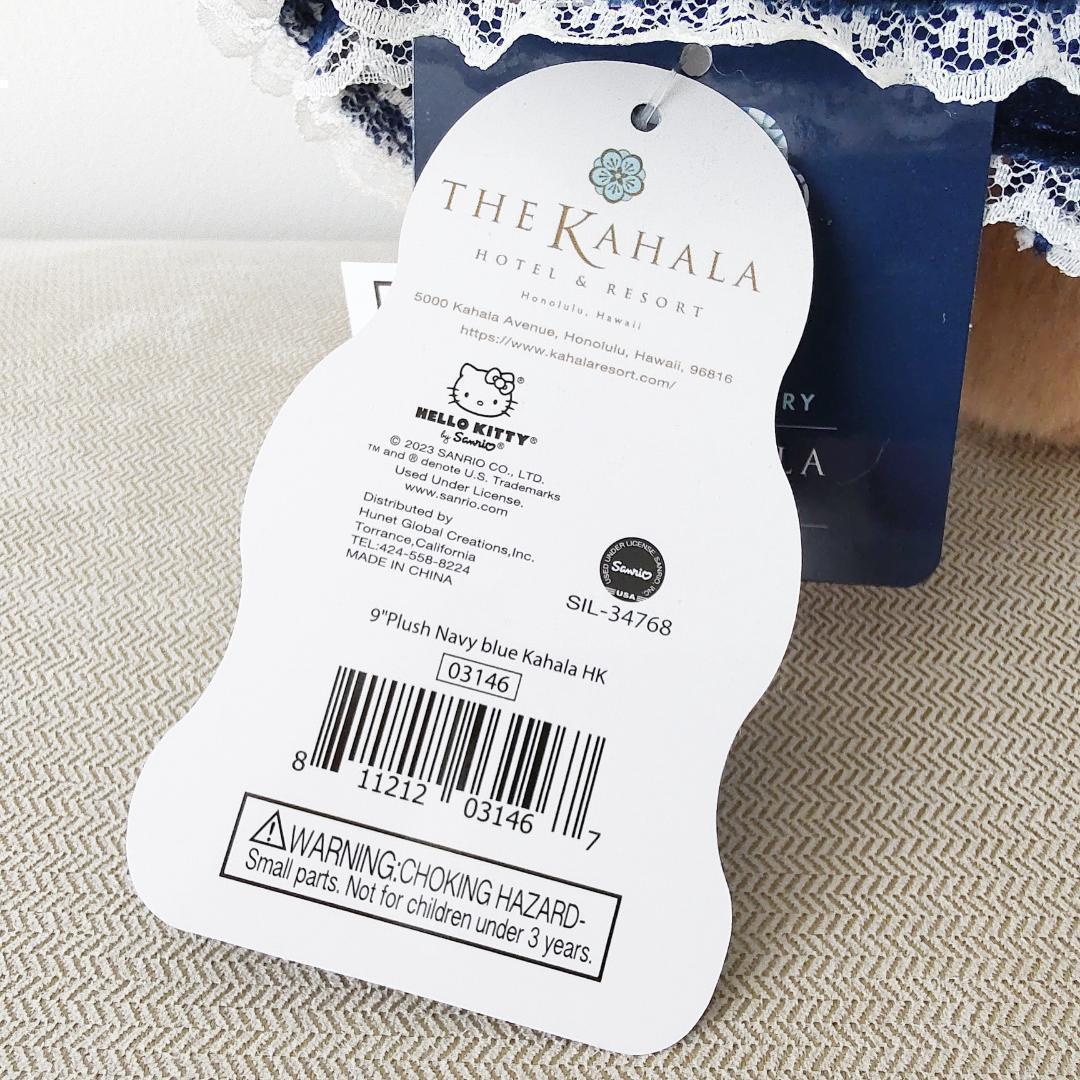 THE KAHALA
HOTEL & RESORT
Honolulu, Hawaii
5000 Kahala Avenue, Honolulu, Hawaii, 96816
https://www.kahalaresort.com/
HELLO KITTY®
by Sanrio®
© 2023 SANRIO CO., LTD.
TM and ® denote U.S. Trademarks
Used Under License.
www.sanrio.com
Distributed by
Hunet Global Creations,Inc.
Torrance,California
TEL:424-558-8224
MADE IN CHINA
USED UNDER LICENSE, SANRIO, INC.
Sanrio
USA
SIL-34768
9"Plush Navy blue Kahala HK
03146
8 11212 03146 7
WARNING:CHOKING HAZARD-
Small parts. Not for children under 3 years.
RY
LA